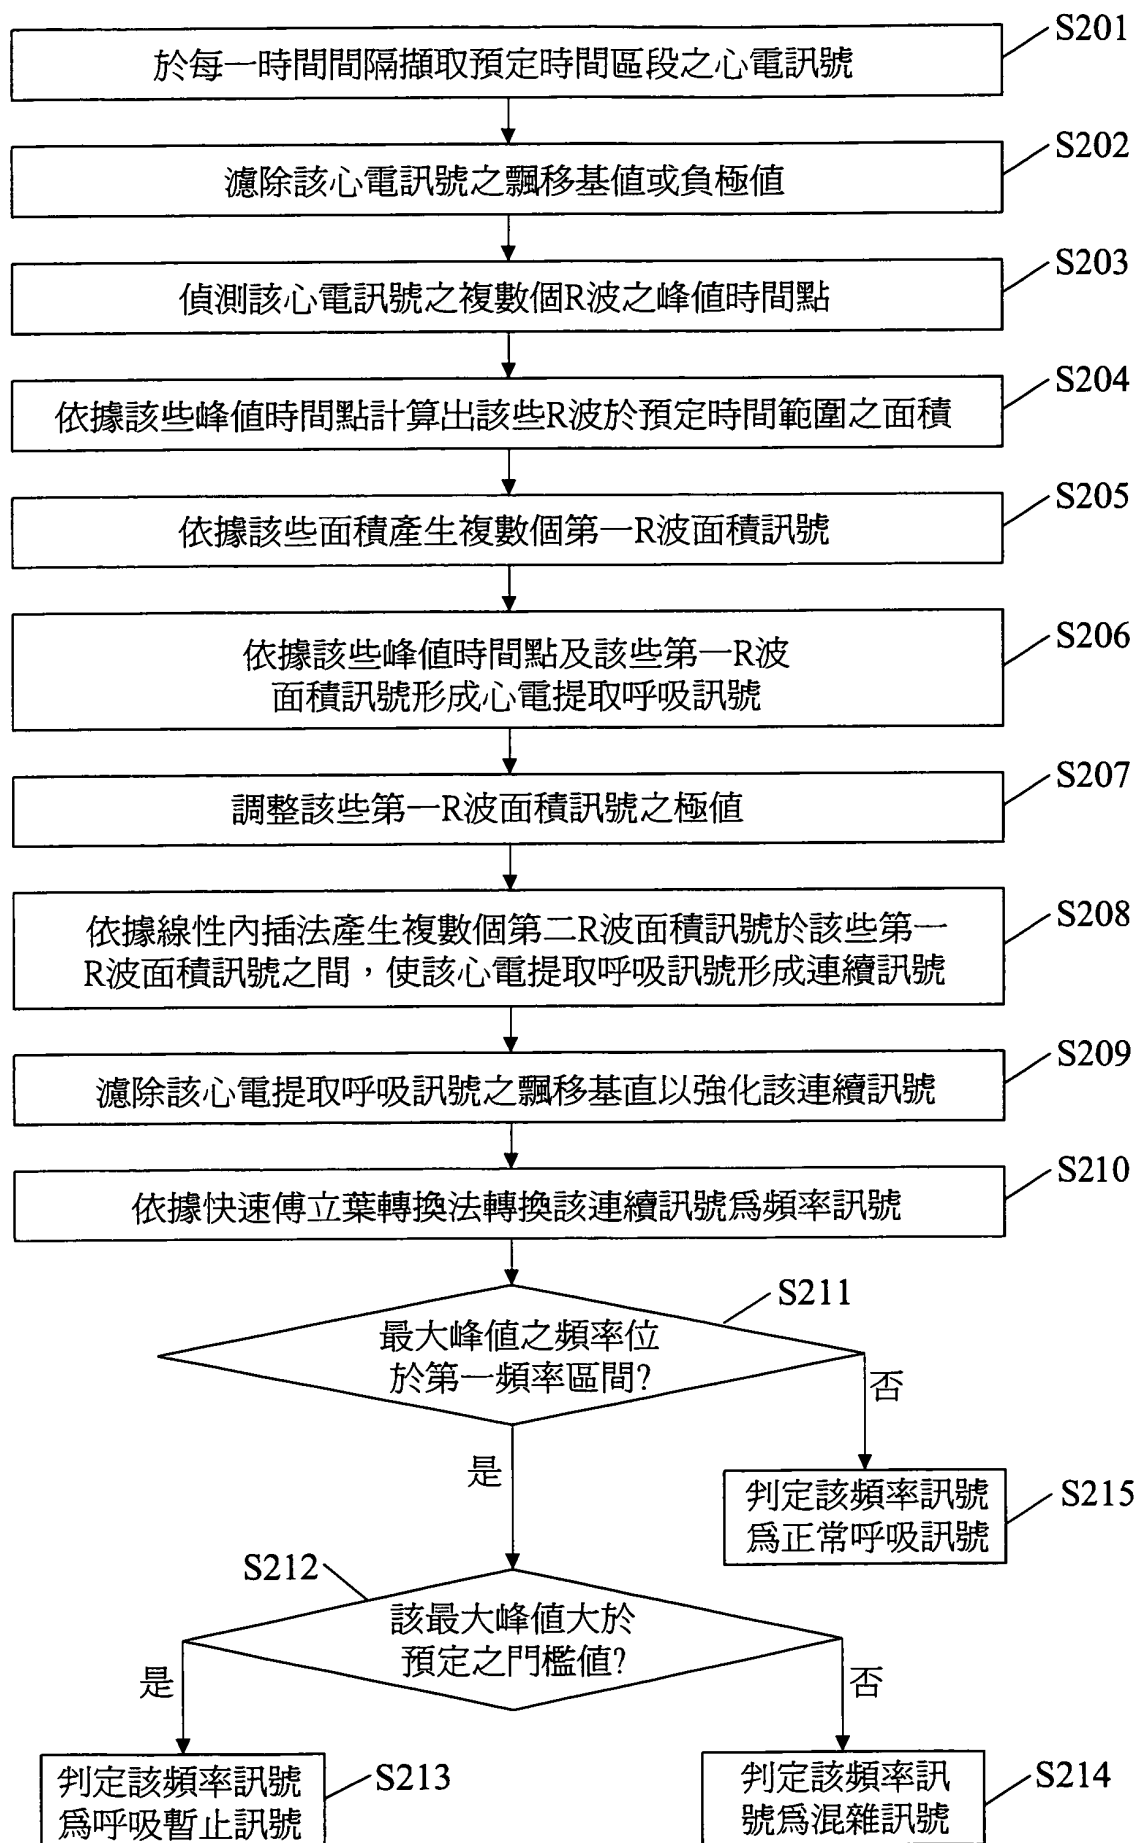 S201
於每一時間間隔擷取預定時間區段之心電訊號
S202
濾除該心電訊號之飄移基值或負極值
S203
偵測該心電訊號之複數個R波之峰值時間點
S204
依據該些峰值時間點計算出該些R波於預定時間範圍之面積
S205
依據該些面積產生複數個第一R波面積訊號
S206
依據該些峰值時間點及該些第一R波
面積訊號形成心電提取呼吸訊號
S207
調整該些第一R波面積訊號之極值
S208
依據線性內插法產生複數個第二R波面積訊號於該些第一
R波面積訊號之間，使該心電提取呼吸訊號形成連續訊號
S209
濾除該心電提取呼吸訊號之飄移基直以強化該連續訊號
S210
依據快速傅立葉轉換法轉換該連續訊號爲頻率訊號
S211
最大峰值之頻率位
於第一頻率區間?
否
是
S215
判定該頻率訊號
爲正常呼吸訊號
S212
該最大峰值大於
預定之門檻值?
是
否
S213
判定該頻率訊號
爲呼吸暫止訊號
S214
判定該頻率訊
號爲混雜訊號